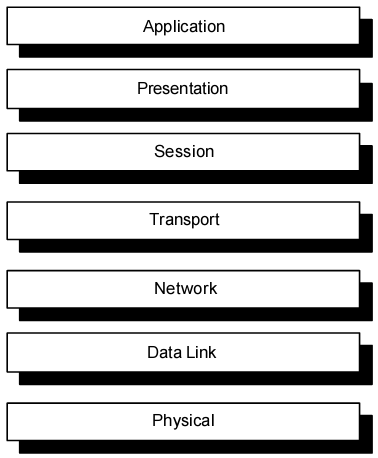 Application
Presentation
Session
Transport
Network
Data Link
Physical